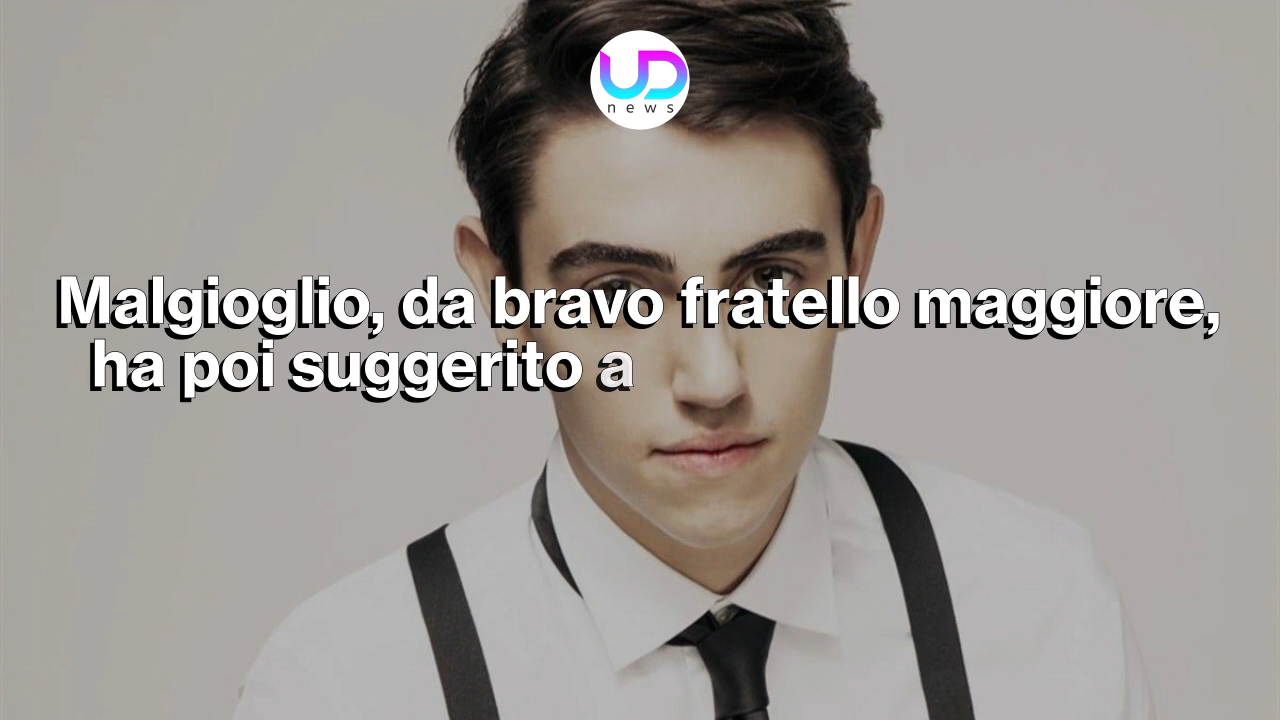 UD
news
Malgioglio, da bravo fratello maggiore,
ha poi suggerito a